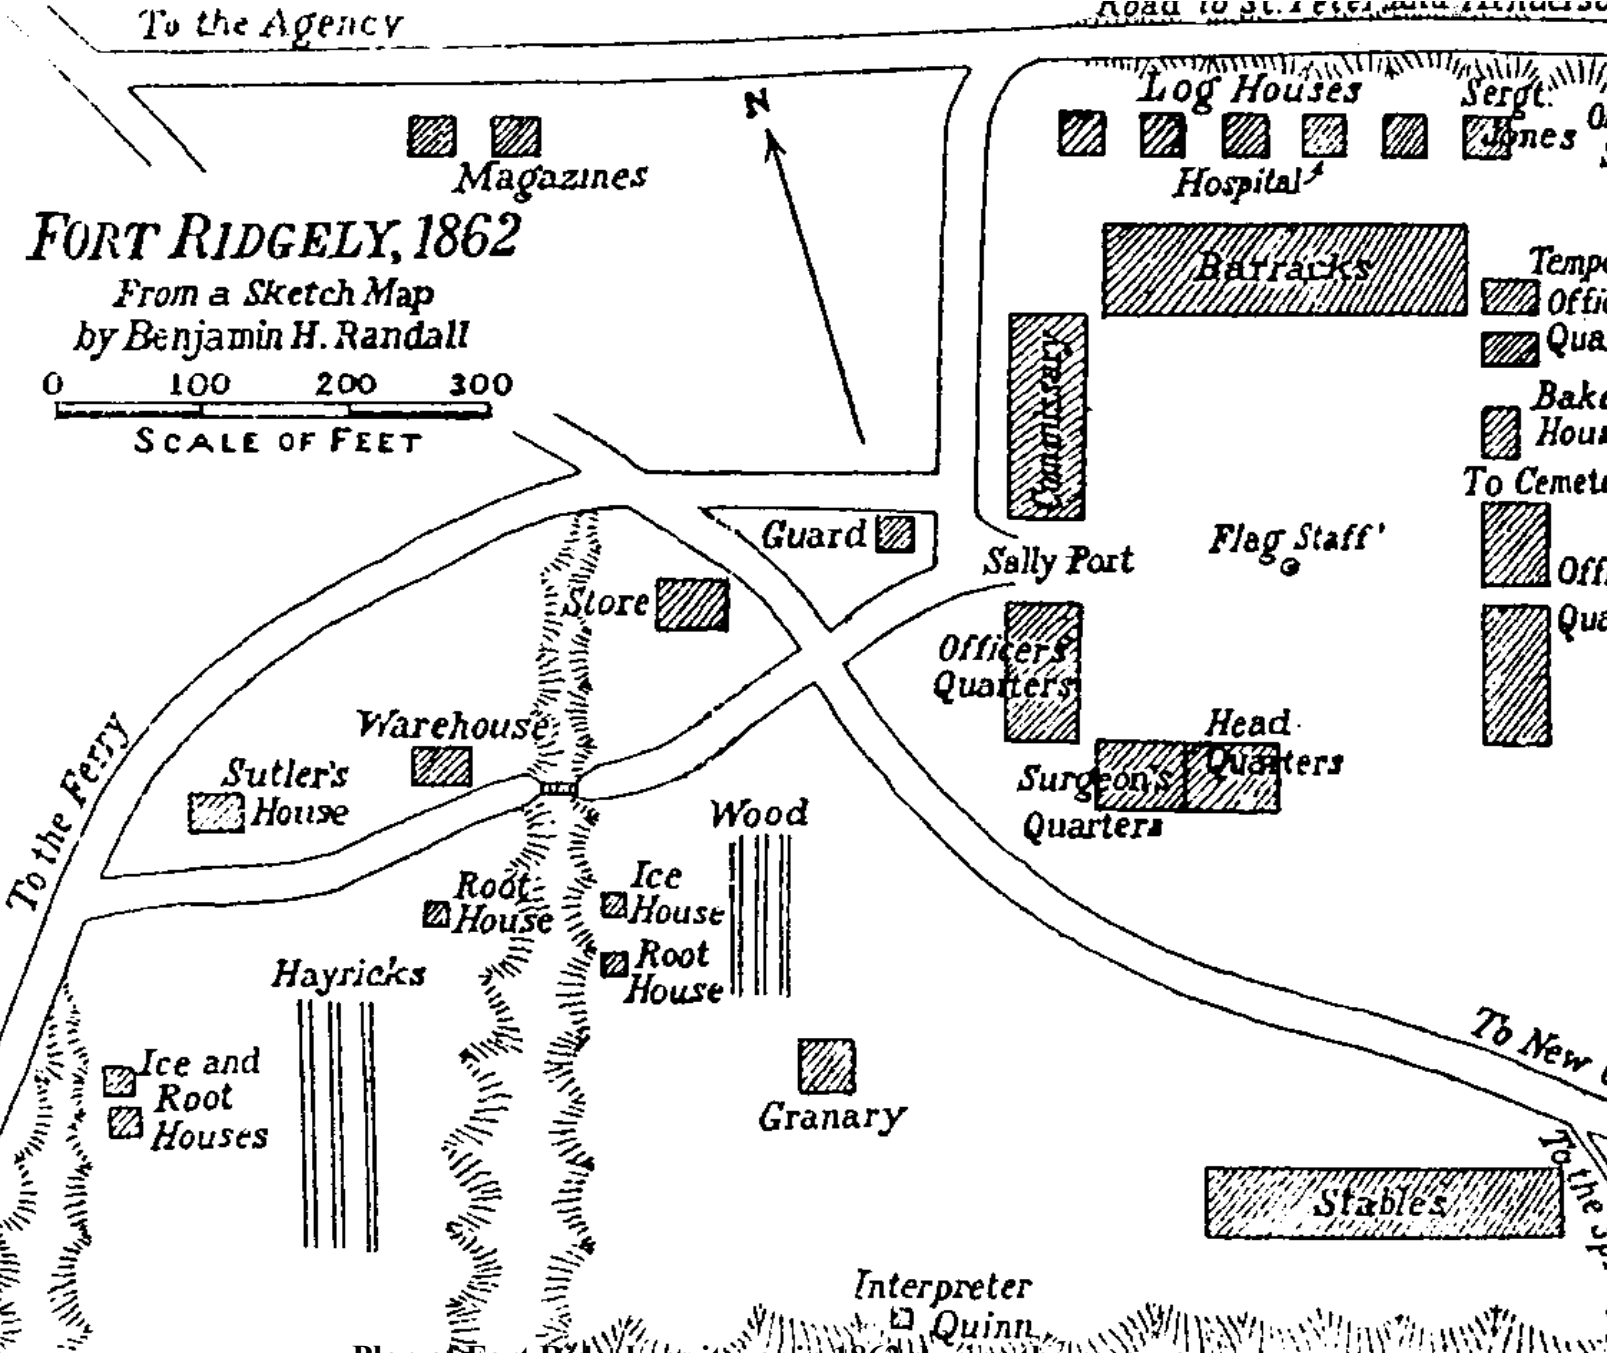 To the Agency
Road to St. Peter and
Log Houses
Sergt.
Jones
Hospital
Magazines
N
FORT RIDGELY, 1862
From a Sketch Map
by Benjamin H. Randall
0 100 200 300
SCALE OF FEET
Barracks
Commissary
Guard
Sally Port
Flag Staff
To
Store
Officers'
Quarters
Warehouse
Sutler's
House
Head
Quarters
Surgeon's
Quarters
To the Ferry
Wood
Root
House
Ice
House
Root
House
Hayricks
Ice and
Root
Houses
Granary
To New
To the
Stables
Interpreter
Quinn